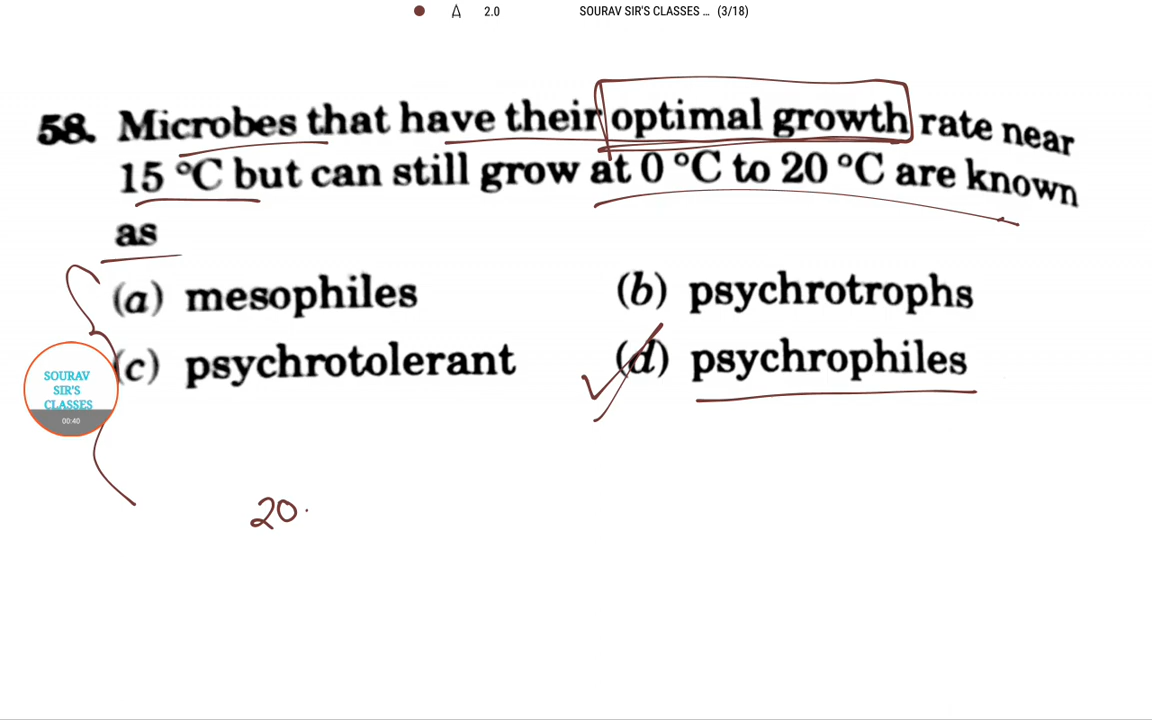 2.0 SOURAV SIR'S CLASSES ... (3/18)
58. Microbes that have their optimal growth rate near
15 °C but can still grow at 0 °C to 20 °C are known
as
(a) mesophiles (b) psychrotrophs
(c) psychrotolerant (d) psychrophiles
SOURAV
SIR'S
CLASSES
00:40
20.